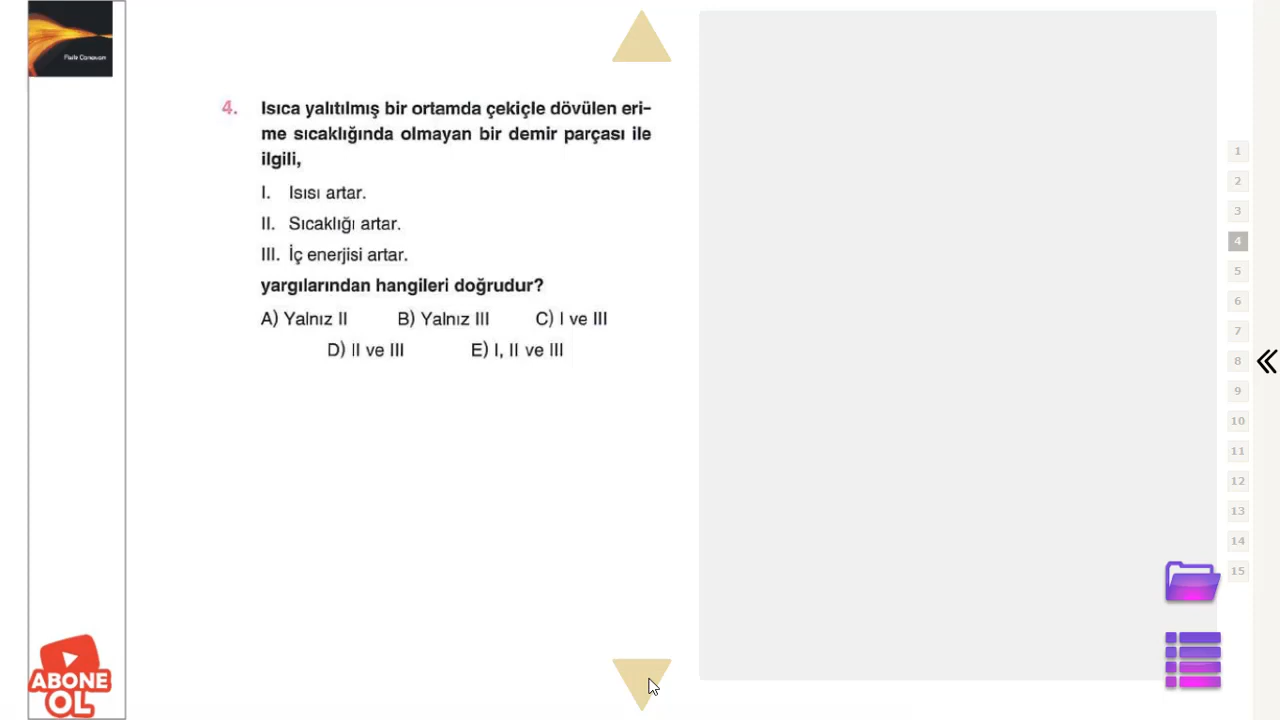 4. Isıca yalıtılmış bir ortamda çekiçle dövülen eri-
me sıcaklığında olmayan bir demir parçası ile
ilgili,
I. Isısı artar.
II. Sıcaklığı artar.
III. İç enerjisi artar.
yargılarından hangileri doğrudur?
A) Yalnız II B) Yalnız III C) I ve III
D) II ve III E) I, II ve III
ABONE
OL
1
2
3
4
5
6
7
8
9
10
11
12
13
14
15